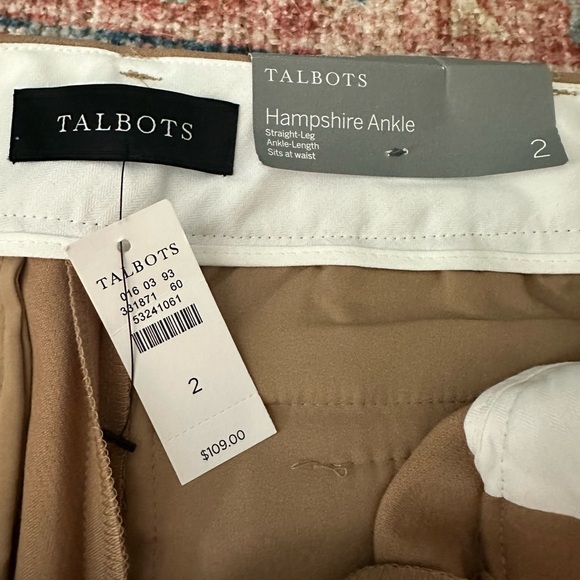 TALBOTS
TALBOTS
Hampshire Ankle
Straight-Leg
Ankle-Length
Sits at waist
2
TALBOTS
016 03 93
331871 60
53241061
2
$109.00